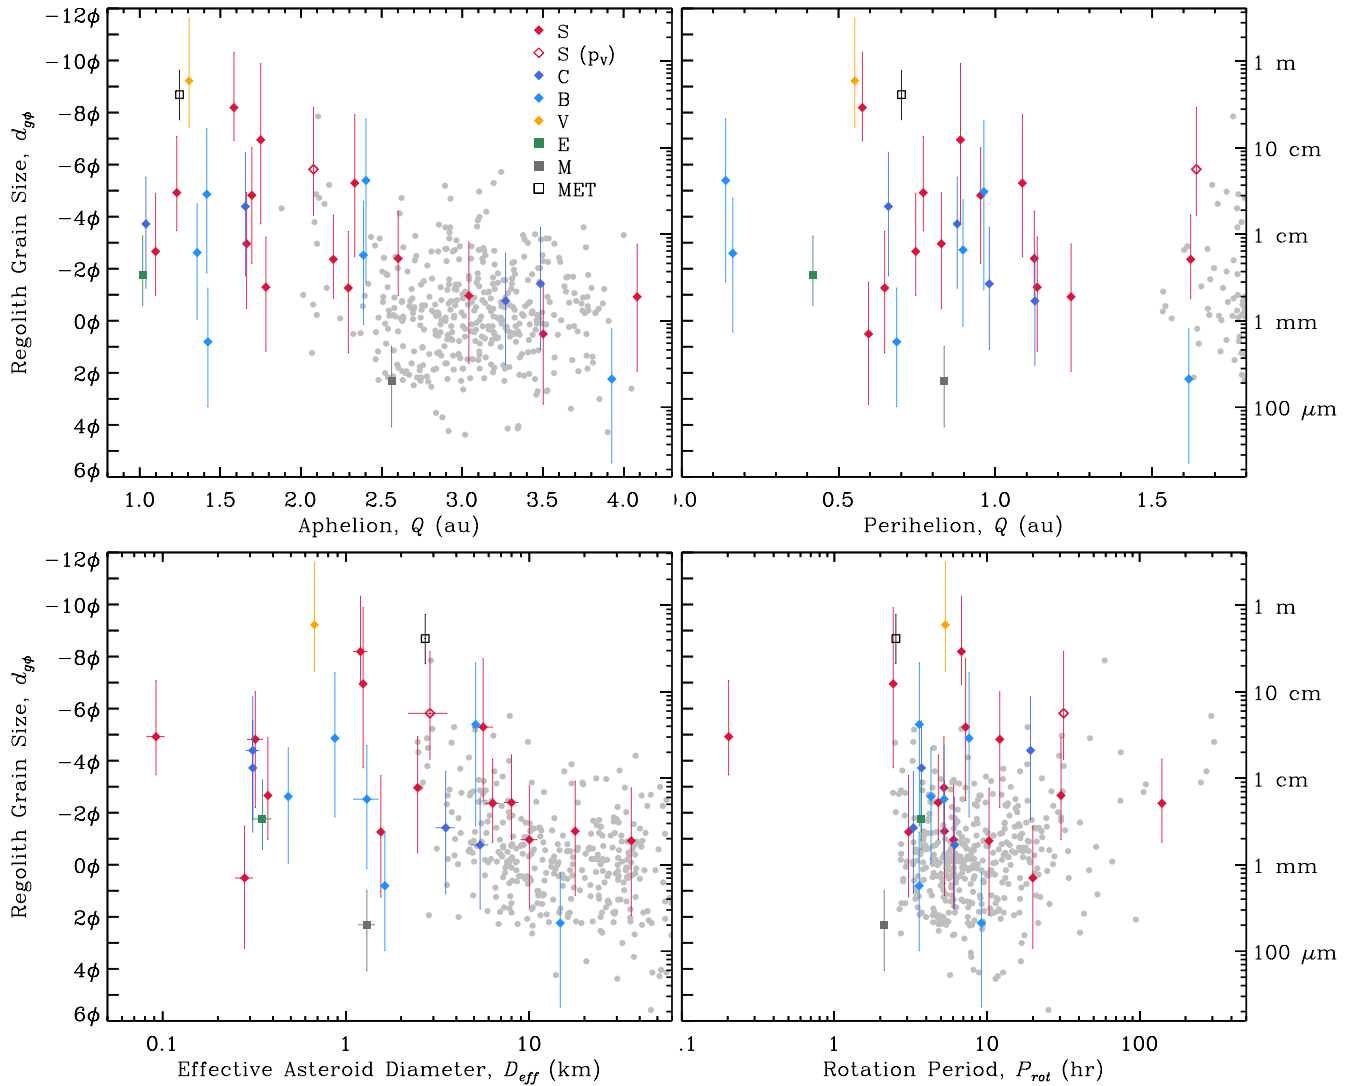 −12ϕ
−10ϕ
−8ϕ
−6ϕ
−4ϕ
−2ϕ
0ϕ
2ϕ
4ϕ
6ϕ
Regolith Grain Size, d_gϕ
S
S (p_V)
C
B
V
E
M
MET
1.0 1.5 2.0 2.5 3.0 3.5 4.0
Aphelion, Q (au)
1 m
10 cm
1 cm
1 mm
100 μm
.0 0.5 1.0 1.5
Perihelion, Q (au)
−12ϕ
−10ϕ
−8ϕ
−6ϕ
−4ϕ
−2ϕ
0ϕ
2ϕ
4ϕ
6ϕ
Regolith Grain Size, d_gϕ
0.1 1 10
Effective Asteroid Diameter, D_eff (km)
1 m
10 cm
1 cm
1 mm
100 μm
.1 1 10 100
Rotation Period, P_rot (hr)